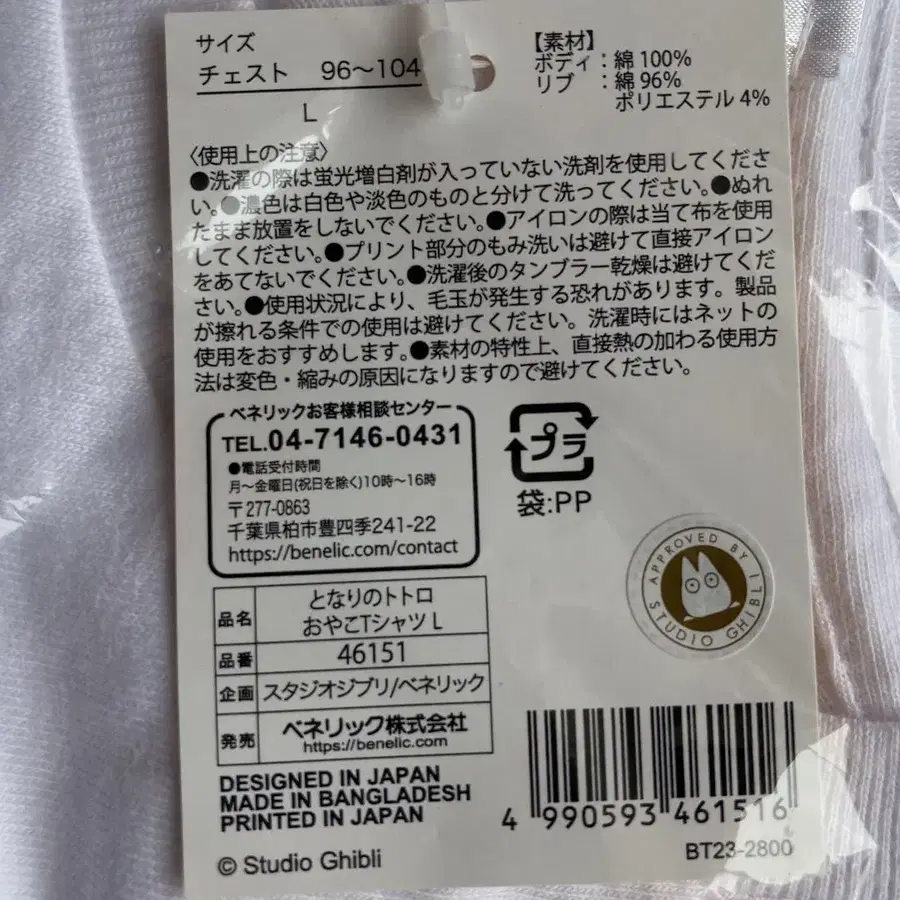 サイズ
チェスト 96～104
L
【素材】
ボディ：綿 100%
リブ ：綿 96%
ポリエステル 4%
〈使用上の注意〉
●洗濯の際は蛍光増白剤が入っていない洗剤を使用してくださ
い。●濃色は白色や淡色のものと分けて洗ってください。●ぬれ
たまま放置をしないでください。●アイロンの際は当て布を使用
してください。●プリント部分のもみ洗いは避けて直接アイロン
をあてないでください。●洗濯後のタンブラー乾燥は避けてくだ
さい。●使用状況により、毛玉が発生する恐れがあります。製品
が擦れる条件での使用は避けてください。洗濯時にはネットの
使用をおすすめします。●素材の特性上、直接熱の加わる使用方
法は変色・縮みの原因になりますので避けてください。
ベネリックお客様相談センター
TEL.04-7146-0431
●電話受付時間
月～金曜日(祝日を除く)10時～16時
〒277-0863
千葉県柏市豊四季241-22
https://benelic.com/contact
プラ
袋:PP
APPROVED BY STUDIO GHIBLI
品名 となりのトトロ
おやこTシャツ L
品番 46151
企画 スタジオジブリ/ベネリック
発売 ベネリック株式会社
https://benelic.com
DESIGNED IN JAPAN
MADE IN BANGLADESH
PRINTED IN JAPAN
© Studio Ghibli
4 990593 461516
BT23-2800